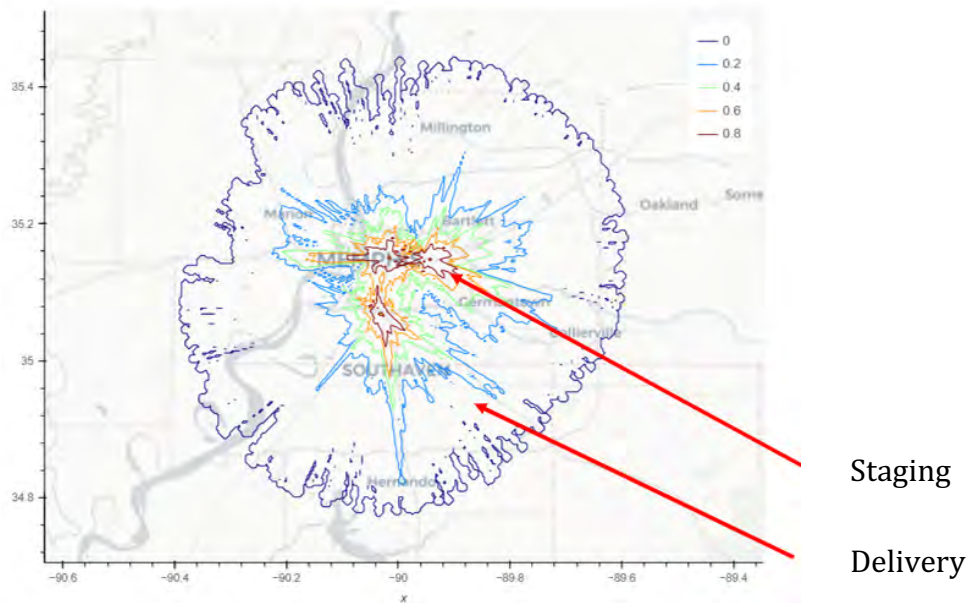 35.4
35.2
35
34.8
-90.6
-90.4
-90.2
-90
-89.8
-89.6
-89.4
x
0
0.2
0.4
0.6
0.8
Millington
Oakland
Marion
Bartlett
Germantown
Collierville
SOUTHAVEN
Hernando
Staging
Delivery